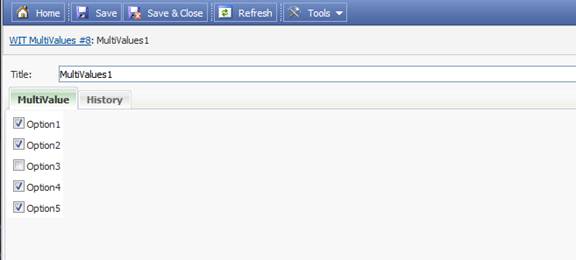 Home Save Save & Close Refresh Tools
WIT MultiValues #8: MultiValues1
Title: MultiValues1
MultiValue History
Option1
Option2
Option3
Option4
Option5